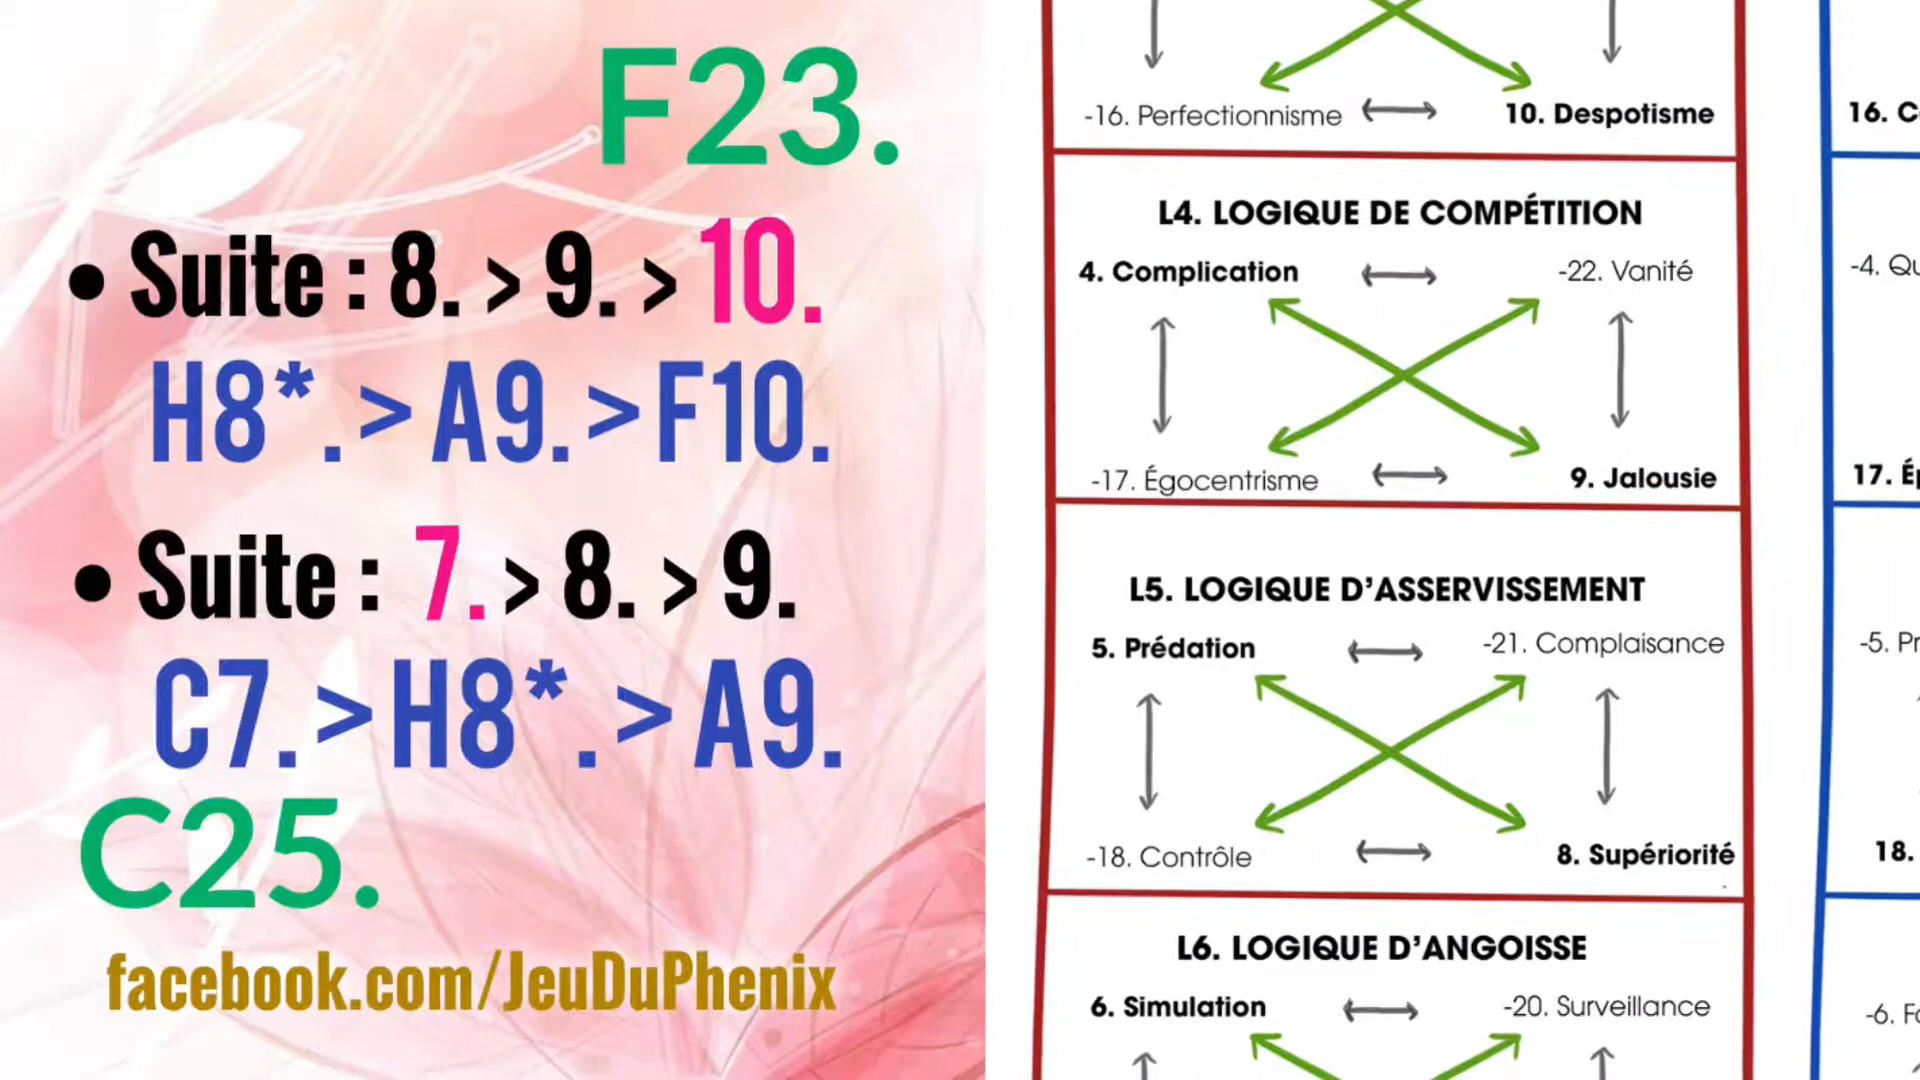 F23.
• Suite : 8. > 9. > 10.
H8*. > A9. > F10.
• Suite : 7. > 8. > 9.
C7. > H8*. > A9.
C25.
facebook.com/JeuDuPhenix
-16. Perfectionnisme
10. Despotisme
L4. LOGIQUE DE COMPÉTITION
4. Complication
-22. Vanité
-17. Égocentrisme
9. Jalousie
L5. LOGIQUE D'ASSERVISSEMENT
5. Prédation
-21. Complaisance
-18. Contrôle
8. Supériorité
L6. LOGIQUE D'ANGOISSE
6. Simulation
-20. Surveillance
16.
-4.
17.
-5.
18.
-6.